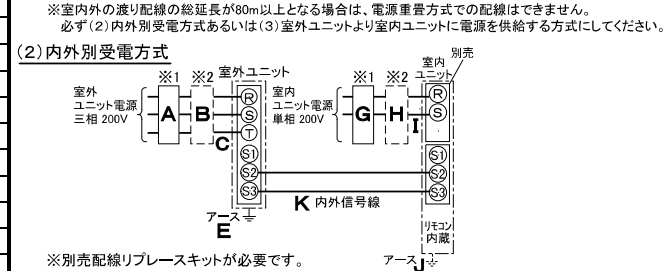 ※室内外の渡り配線の総延長が80m以上となる場合は、電源重畳方式での配線はできません。
必ず(2)内外別受電方式あるいは(3)室外ユニットより室内ユニットに電源を供給する方式にしてください。
(2)内外別受電方式
別売
※1 ※2 室外ユニット
※1 ※2 室内ユニット
室外
ユニット電源
三相 200V
A
B
C
R
S
T
S1
S2
S3
室内
ユニット電源
単相 200V
G
H
I
R
S
S1
S2
S3
K 内外信号線
アース
E
リモコン
内蔵
※別売配線リプレースキットが必要です。
アース J